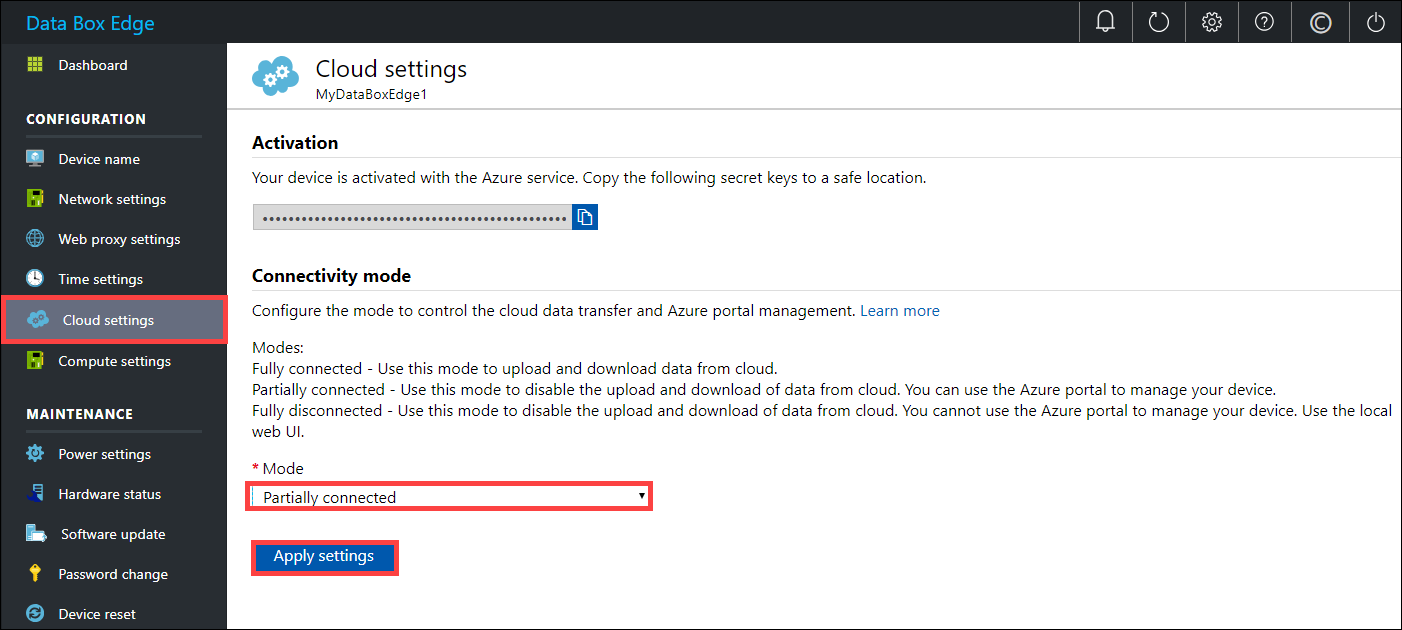 Data Box Edge
Dashboard
CONFIGURATION
Device name
Network settings
Web proxy settings
Time settings
Cloud settings
Compute settings
MAINTENANCE
Power settings
Hardware status
Software update
Password change
Device reset
Cloud settings
MyDataBoxEdge1
Activation
Your device is activated with the Azure service. Copy the following secret keys to a safe location.
••••••••••••••••••••••••••••••••••••••••••••••••
Connectivity mode
Configure the mode to control the cloud data transfer and Azure portal management. Learn more
Modes:
Fully connected - Use this mode to upload and download data from cloud.
Partially connected - Use this mode to disable the upload and download of data from cloud. You can use the Azure portal to manage your device.
Fully disconnected - Use this mode to disable the upload and download of data from cloud. You cannot use the Azure portal to manage your device. Use the local
web UI.
* Mode
Partially connected
Apply settings